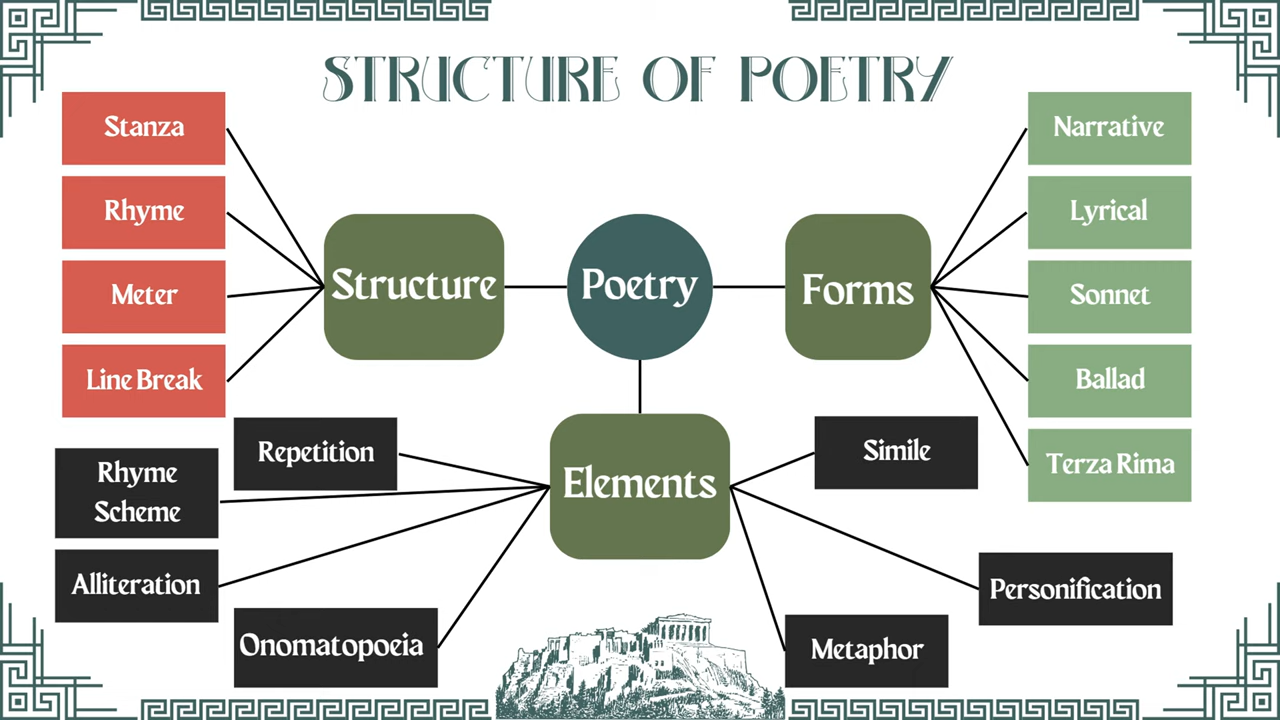 STRUCTURE OF POETRY
Stanza
Rhyme
Meter
Line Break
Structure
Poetry
Forms
Narrative
Lyrical
Sonnet
Ballad
Terza Rima
Elements
Repetition
Rhyme
Scheme
Alliteration
Onomatopoeia
Simile
Personification
Metaphor